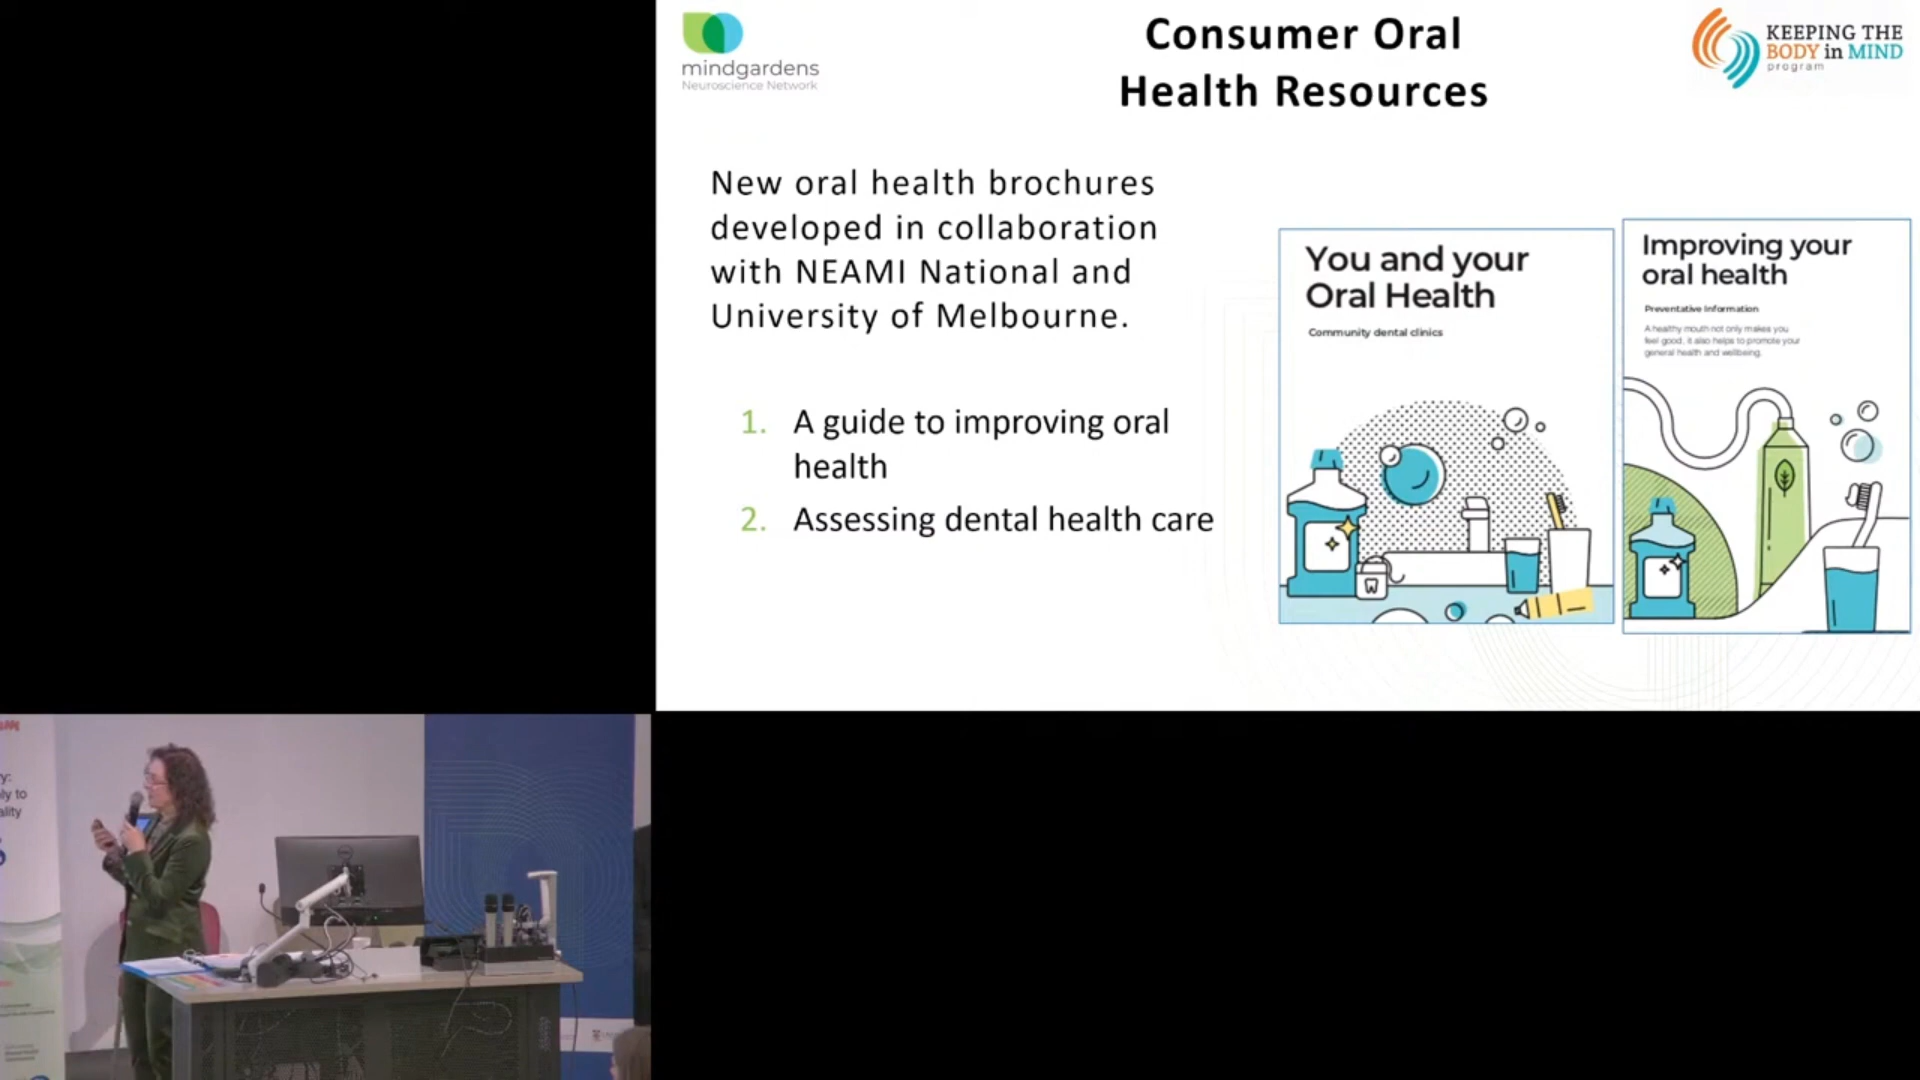 mindgardens
Neuroscience Network
Consumer Oral
Health Resources
KEEPING THE
BODY in MIND
program
New oral health brochures
developed in collaboration
with NEAMI National and
University of Melbourne.
1. A guide to improving oral
health
2. Assessing dental health care
You and your
Oral Health
Community dental clinics
Improving your
oral health
Preventative Information
A healthy mouth not only makes you
feel good, it also helps to promote your
general health and wellbeing.
y:
ly to
ality